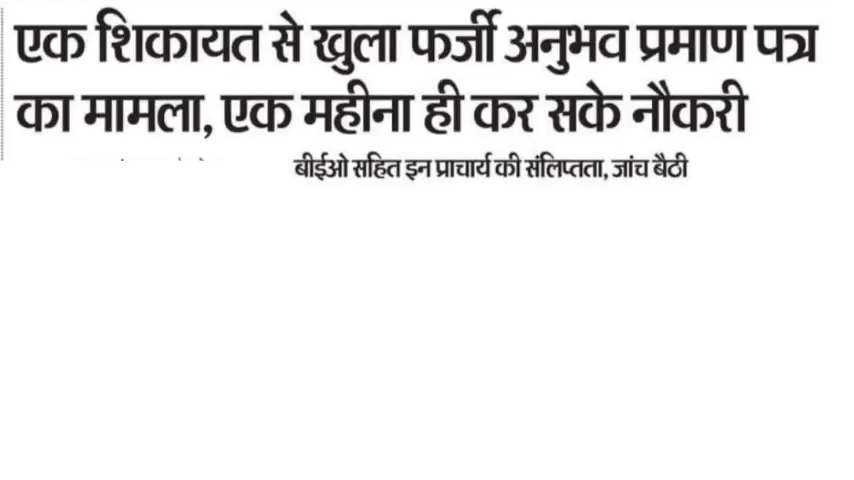 एक शिकायत से खुला फर्जी अनुभव प्रमाण पत्र
का मामला, एक महीना ही कर सके नौकरी
बीईओ सहित इन प्राचार्य की संलिप्तता, जांच बैठी